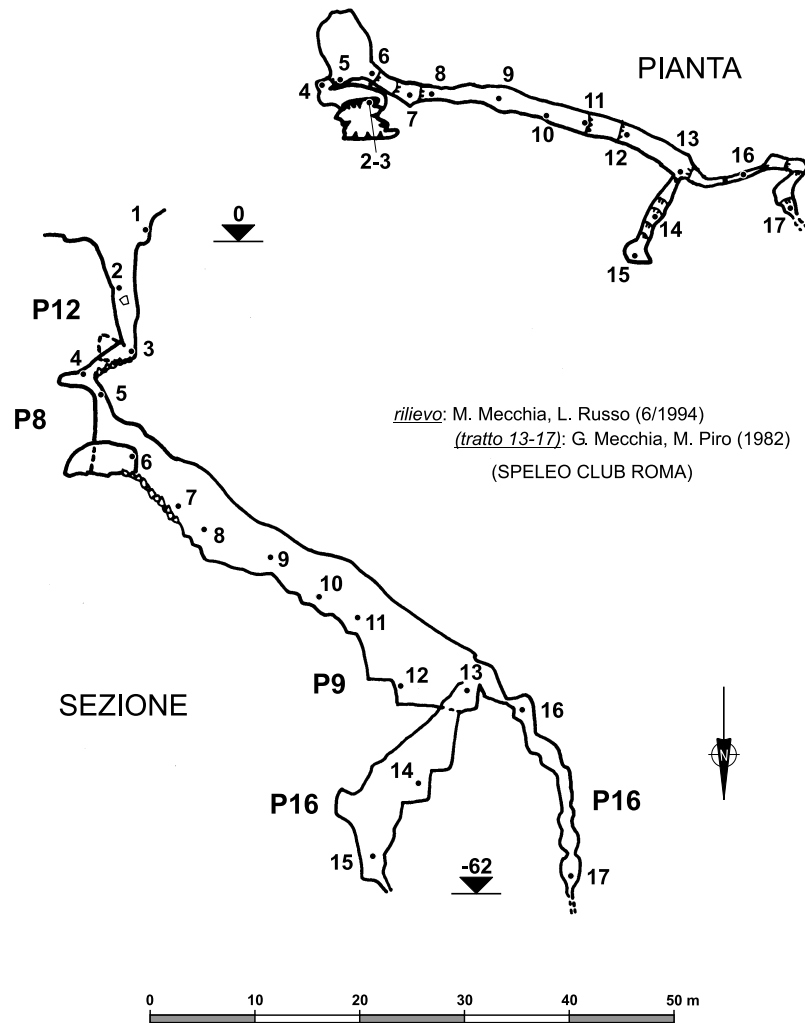 PIANTA
5
6
8
9
4
7
11
10
12
13
2-3
16
14
17
15
1
0
2
P12
3
4
5
P8
rilievo: M. Mecchia, L. Russo (6/1994)
(tratto 13-17): G. Mecchia, M. Piro (1982)
(SPELEO CLUB ROMA)
6
7
8
9
10
11
P9
12
13
SEZIONE
16
N
14
P16
P16
15
-62
17
0 10 20 30 40 50 m